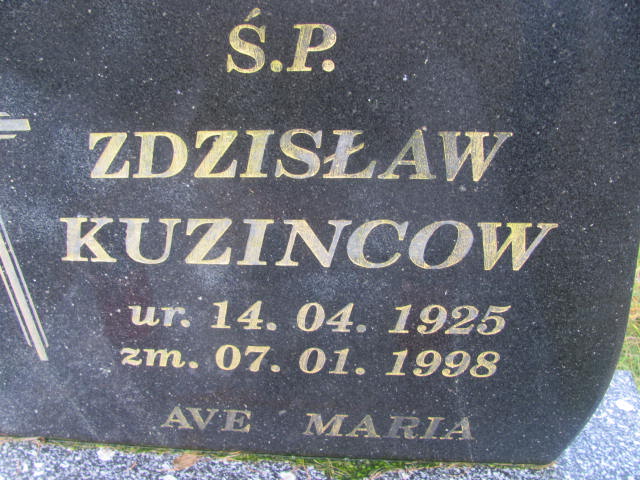 Ś.P.
ZDZISŁAW
KUZINCOW
ur. 14. 04. 1925
zm. 07. 01. 1998
AVE MARIA